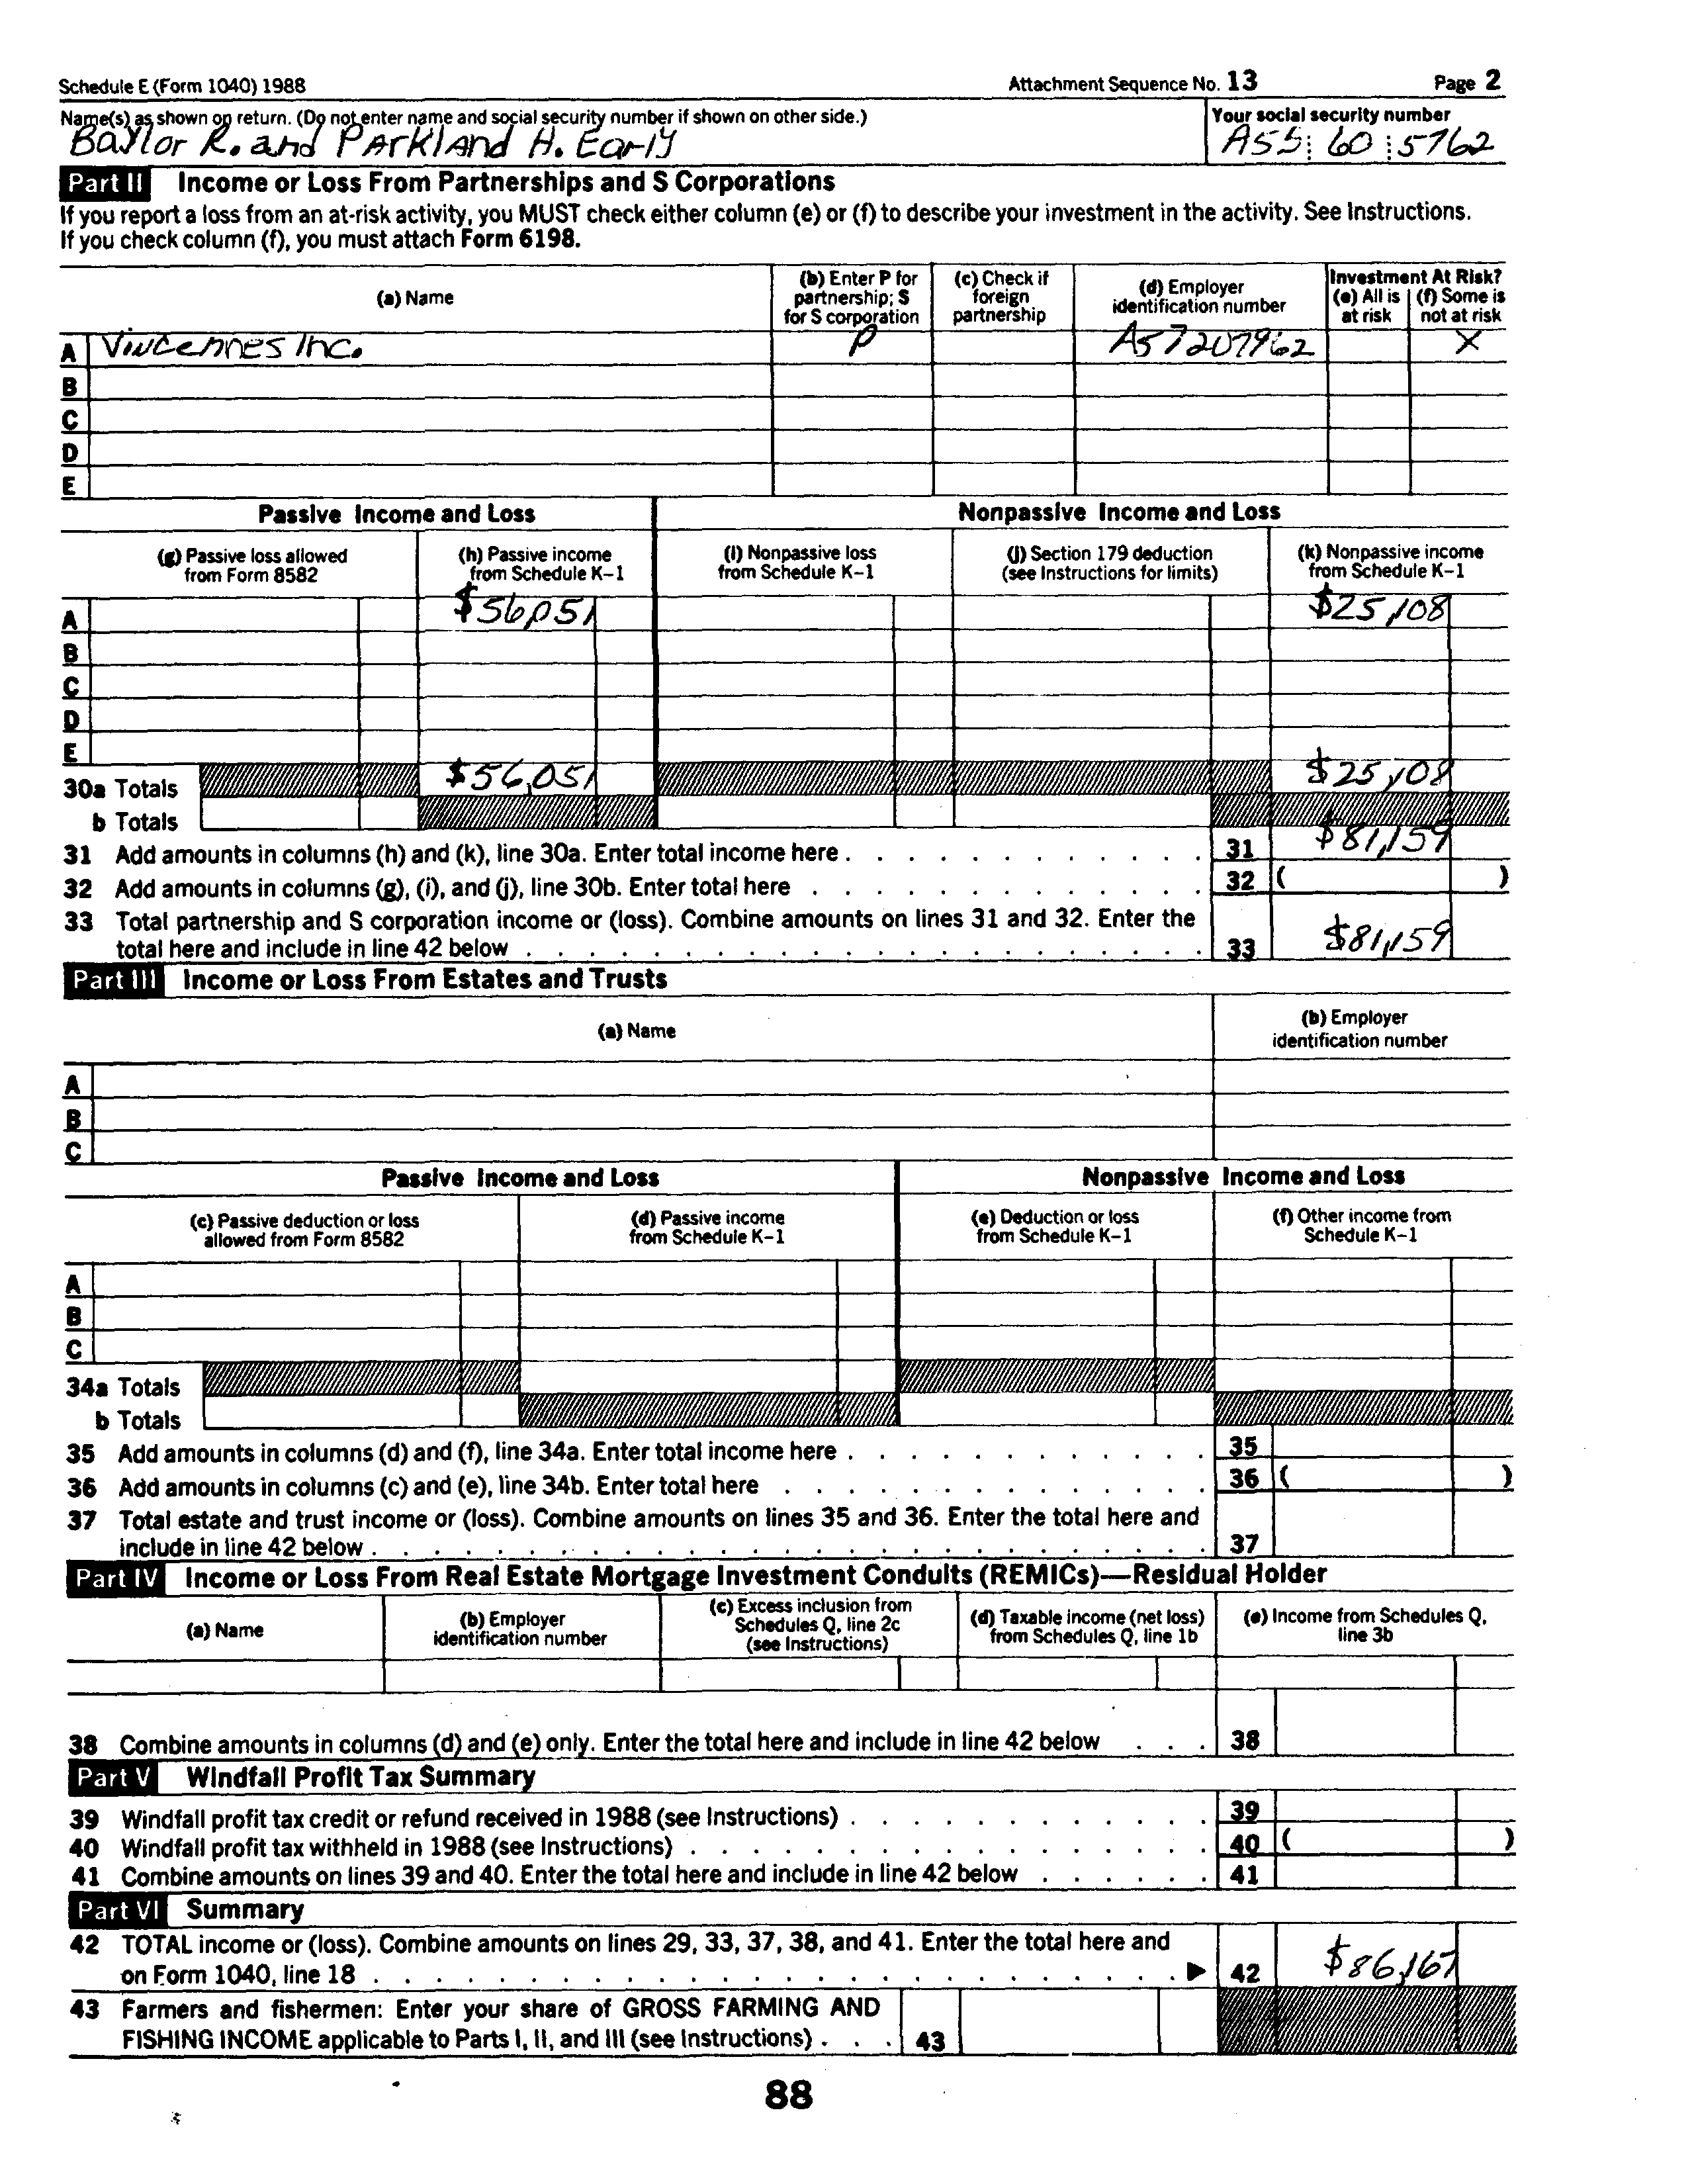 Schedule E (Form 1040) 1988 Attachment Sequence No. 13 Page 2
Name(s) as shown on return. (Do not enter name and social security number if shown on other side.) Your social security number
Baylor R. and Parkland H. Early A55 60 5762
Part II Income or Loss From Partnerships and S Corporations
If you report a loss from an at-risk activity, you MUST check either column (e) or (f) to describe your investment in the activity. See Instructions.
If you check column (f), you must attach Form 6198.
(a) Name (b) Enter P for partnership; S for S corporation (c) Check if foreign partnership (d) Employer identification number Investment At Risk? (e) All is at risk (f) Some is not at risk
A Vincennes Inc. P A57207962 X
B
C
D
E
Passive Income and Loss Nonpassive Income and Loss
(g) Passive loss allowed from Form 8582 (h) Passive income from Schedule K-1 (i) Nonpassive loss from Schedule K-1 (j) Section 179 deduction (see Instructions for limits) (k) Nonpassive income from Schedule K-1
A $56,051 $25,108
B
C
D
E
30a Totals $56,051 $25,108
b Totals
31 Add amounts in columns (h) and (k), line 30a. Enter total income here . . . 31 $81,159
32 Add amounts in columns (g), (i), and (j), line 30b. Enter total here . . . 32 ( )
33 Total partnership and S corporation income or (loss). Combine amounts on lines 31 and 32. Enter the
total here and include in line 42 below . . . 33 $81,159
Part III Income or Loss From Estates and Trusts
(a) Name (b) Employer identification number
A
B
C
Passive Income and Loss Nonpassive Income and Loss
(c) Passive deduction or loss allowed from Form 8582 (d) Passive income from Schedule K-1 (e) Deduction or loss from Schedule K-1 (f) Other income from Schedule K-1
A
B
C
34a Totals
b Totals
35 Add amounts in columns (d) and (f), line 34a. Enter total income here . . . 35
36 Add amounts in columns (c) and (e), line 34b. Enter total here . . . 36 ( )
37 Total estate and trust income or (loss). Combine amounts on lines 35 and 36. Enter the total here and
include in line 42 below . . . 37
Part IV Income or Loss From Real Estate Mortgage Investment Conduits (REMICs)—Residual Holder
(a) Name (b) Employer identification number (c) Excess inclusion from Schedules Q, line 2c (see Instructions) (d) Taxable income (net loss) from Schedules Q, line 1b (e) Income from Schedules Q, line 3b
38 Combine amounts in columns (d) and (e) only. Enter the total here and include in line 42 below . . . 38
Part V Windfall Profit Tax Summary
39 Windfall profit tax credit or refund received in 1988 (see Instructions) . . . 39
40 Windfall profit tax withheld in 1988 (see Instructions) . . . 40 ( )
41 Combine amounts on lines 39 and 40. Enter the total here and include in line 42 below . . . 41
Part VI Summary
42 TOTAL income or (loss). Combine amounts on lines 29, 33, 37, 38, and 41. Enter the total here and
on Form 1040, line 18 . . . ▶ 42 $86,167
43 Farmers and fishermen: Enter your share of GROSS FARMING AND
FISHING INCOME applicable to Parts I, II, and III (see Instructions) . . . 43
88